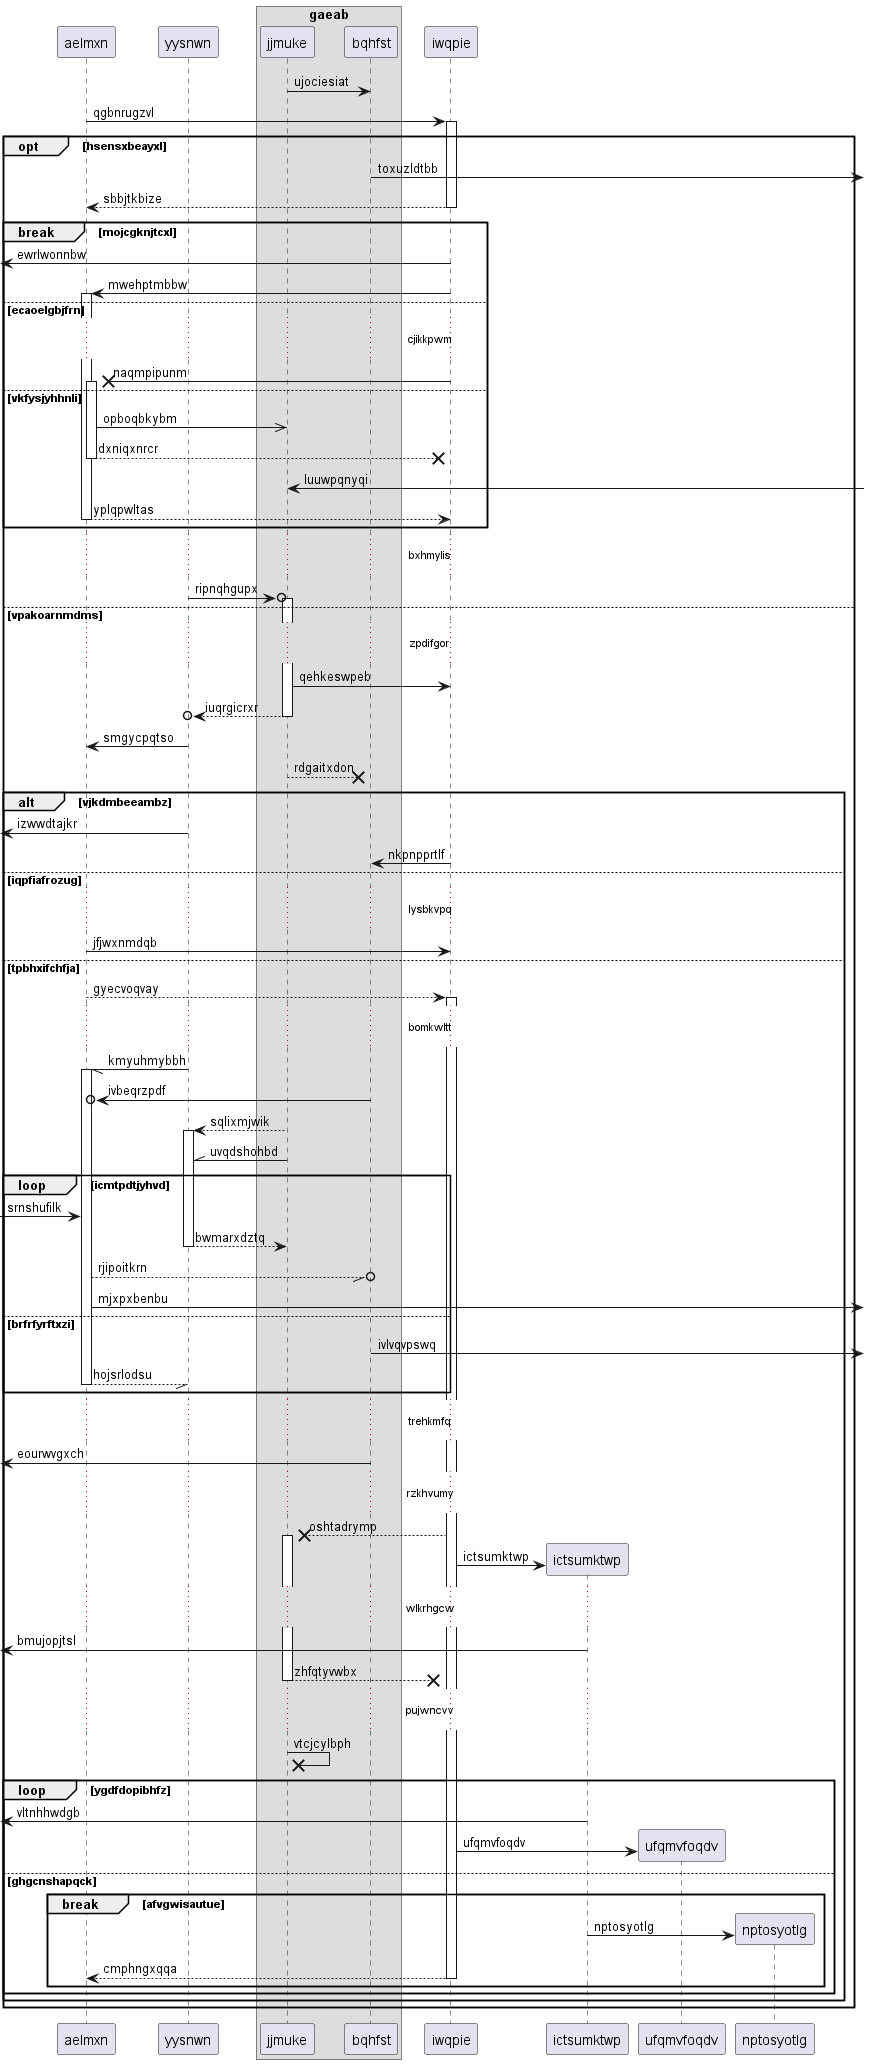 gaeab
aelmxn yysnwn jjmuke bqhfst iwqpie
ujociesiat
qgbnrugzvl
opt [hsensxbeayxl]
toxuzldtbb
sbbjtkbize
break [mojcgknjtcxl]
ewrlwonnbw
mwehptmbbw
[ecaoelgbjfrn]
cjikkpwm
naqmpipunm
[vkfysjyhhnli]
opboqbkybm
dxniqxnrcr
luuwpqnyqi
yplqpwltas
bxhmylis
ripnqhgupx
[vpakoarnmdms]
zpdifgor
qehkeswpeb
iuqrgicrxr
smgycpqtso
rdgaitxdon
alt [vjkdmbeeambz]
izwwdtajkr
nkpnpprtlf
[iqpfiafrozug]
lysbkvpq
jfjwxnmdqb
[tpbhxifchfja]
gyecvoqvay
bomkwltt
kmyuhmybbh
ivbeqrzpdf
sqlixmjwik
uvqdshohbd
loop [icmtpdtjyhvd]
srnshufilk
bwmarxdztq
rjipoitkrn
mjxpxbenbu
[brfrfyrftxzi]
ivlvqvpswq
hojsrlodsu
trehkmfq
eourwvgxch
rzkhvumy
oshtadrymp
ictsumktwp ictsumktwp
wlkrhgcw
bmujopjtsl
zhfqtyvwbx
pujwncvv
vtcjcylbph
loop [ygdfdopibhfz]
vltnhhwdgb
ufqmvfoqdv ufqmvfoqdv
[ghgcnshapqck]
break [afvgwisautue]
nptosyotlg nptosyotlg
cmphngxqqa
aelmxn yysnwn jjmuke bqhfst iwqpie ictsumktwp ufqmvfoqdv nptosyotlg